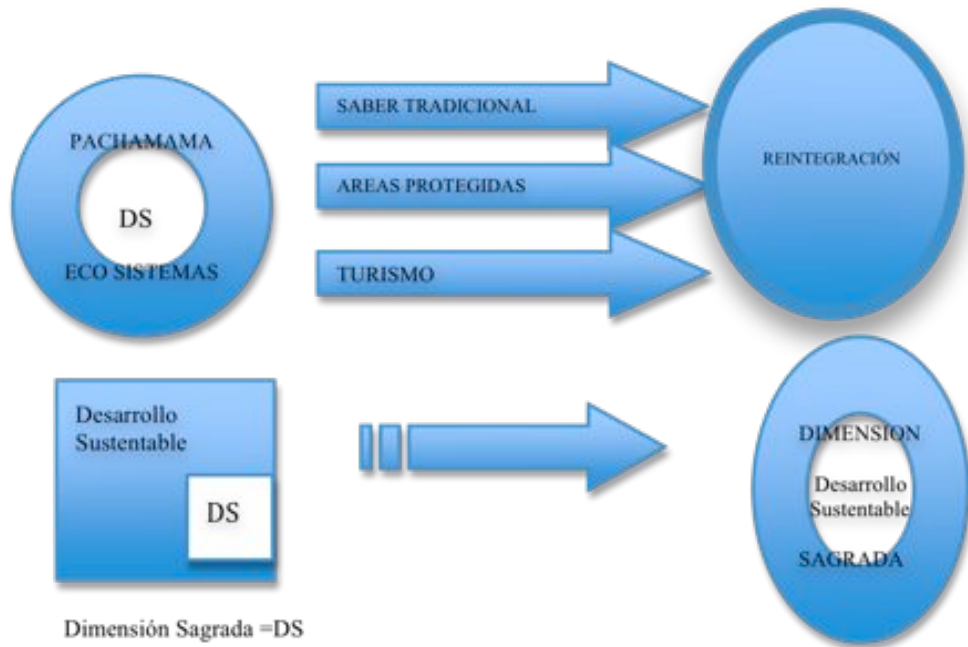 PACHAMAMA
DS
ECO SISTEMAS
SABER TRADICIONAL
AREAS PROTEGIDAS
TURISMO
REINTEGRACIÓN
Desarrollo
Sustentable
DS
DIMENSION
Desarrollo
Sustentable
SAGRADA
Dimensión Sagrada =DS